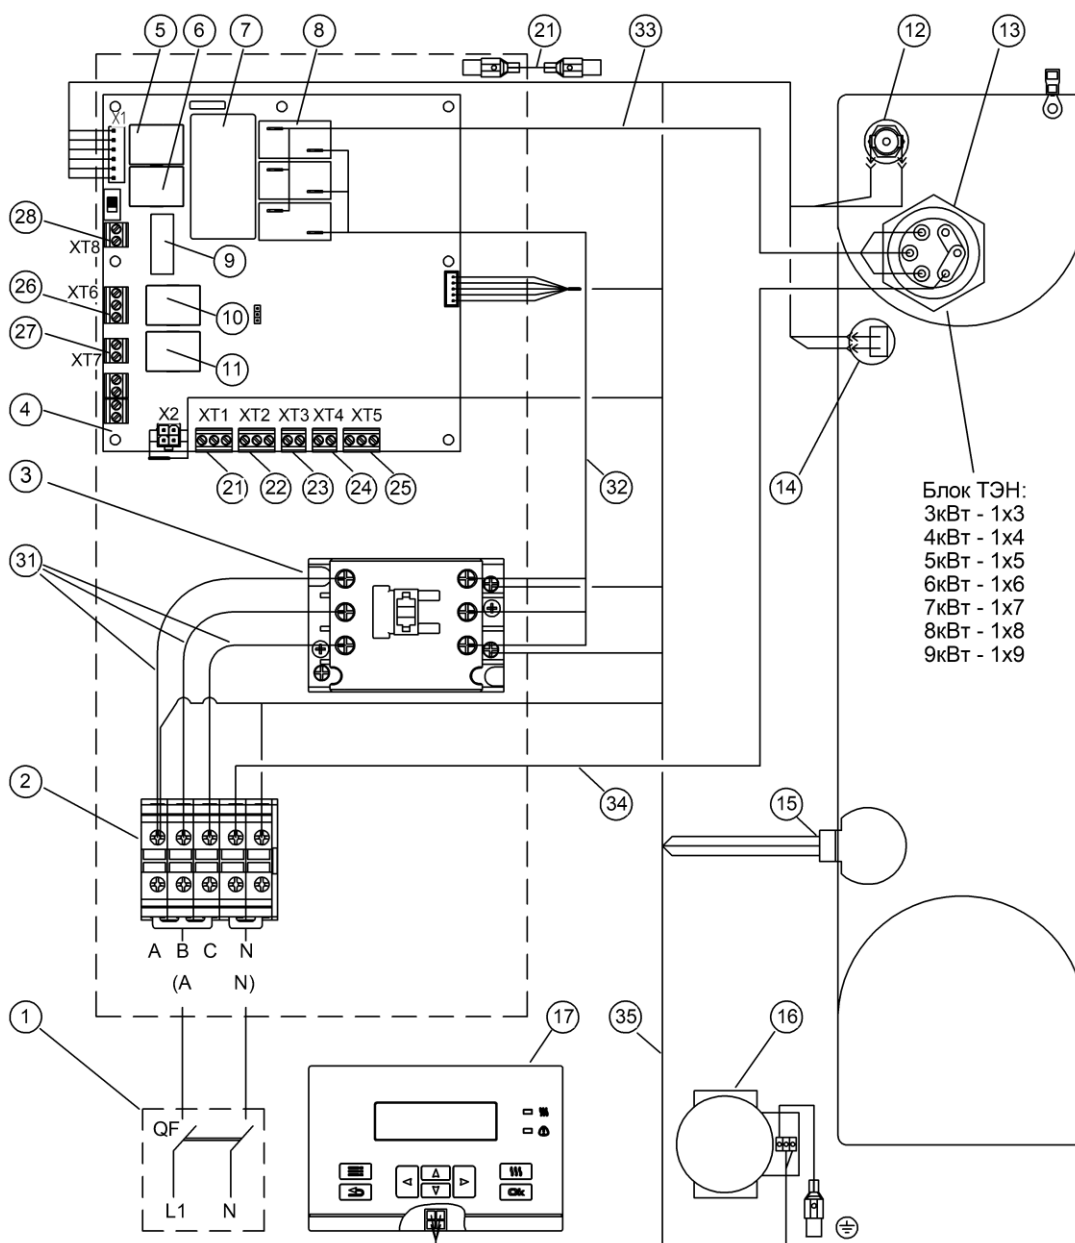 5 6 7 8 21 33 12 13
X1
28
XT8
9
26
XT6
10
27
XT7
11
4
X2 XT1 XT2 XT3 XT4 XT5
21 22 23 24 25
3
32
14
Блок ТЭН:
3кВт - 1x3
4кВт - 1x4
5кВт - 1x5
6кВт - 1x6
7кВт - 1x7
8кВт - 1x8
9кВт - 1x9
31
2
34
15
A B C N
(A N)
1
17
35
16
QF
L1 N
Ok